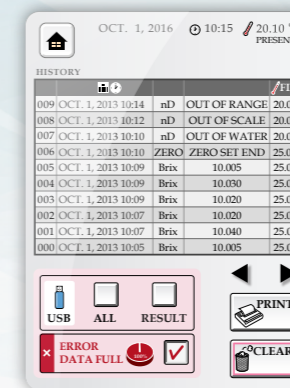 OCT. 1, 2016 10:15 20.10
PRESEN
HISTORY
FI
009 OCT. 1, 2013 10:14 nD OUT OF RANGE 20.0
008 OCT. 1, 2013 10:12 nD OUT OF SCALE 20.0
007 OCT. 1, 2013 10:10 nD OUT OF WATER 20.0
006 OCT. 1, 2013 10:10 ZERO ZERO SET END 25.0
005 OCT. 1, 2013 10:09 Brix 10.005 25.0
004 OCT. 1, 2013 10:09 Brix 10.030 25.0
003 OCT. 1, 2013 10:09 Brix 10.020 25.0
002 OCT. 1, 2013 10:07 Brix 10.020 25.0
001 OCT. 1, 2013 10:07 Brix 10.040 25.0
000 OCT. 1, 2013 10:05 Brix 10.005 25.0
USB ALL RESULT
PRINT
ERROR
DATA FULL 100%
CLEAR